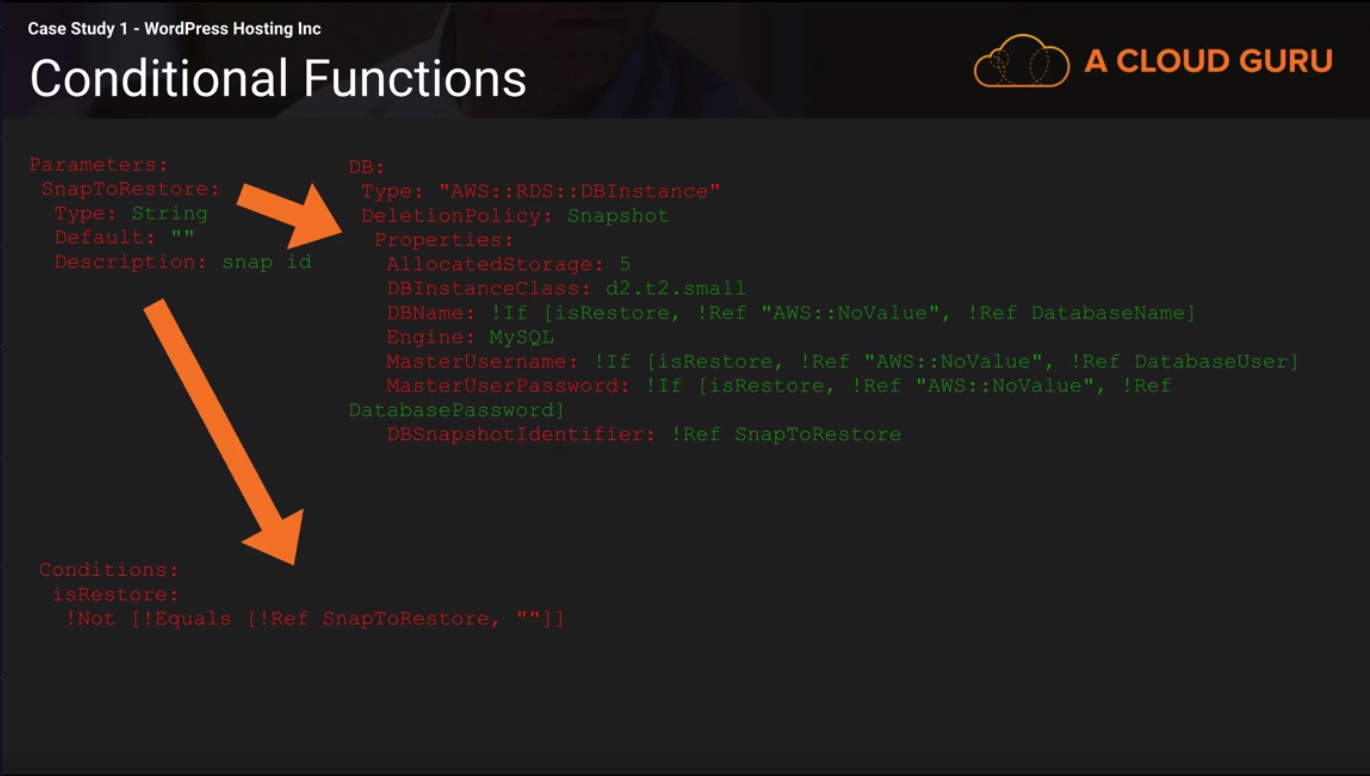 Case Study 1 - WordPress Hosting Inc
Conditional Functions
A CLOUD GURU
Parameters:
SnapToRestore:
Type: String
Default: ""
Description: snap id
DB:
Type: "AWS::RDS::DBInstance"
DeletionPolicy: Snapshot
Properties:
AllocatedStorage: 5
DBInstanceClass: d2.t2.small
DBName: !If [isRestore, !Ref "AWS::NoValue", !Ref DatabaseName]
Engine: MySQL
MasterUsername: !If [isRestore, !Ref "AWS::NoValue", !Ref DatabaseUser]
MasterUserPassword: !If [isRestore, !Ref "AWS::NoValue", !Ref
DatabasePassword]
DBSnapshotIdentifier: !Ref SnapToRestore
Conditions:
isRestore:
!Not [!Equals [!Ref SnapToRestore, ""]]